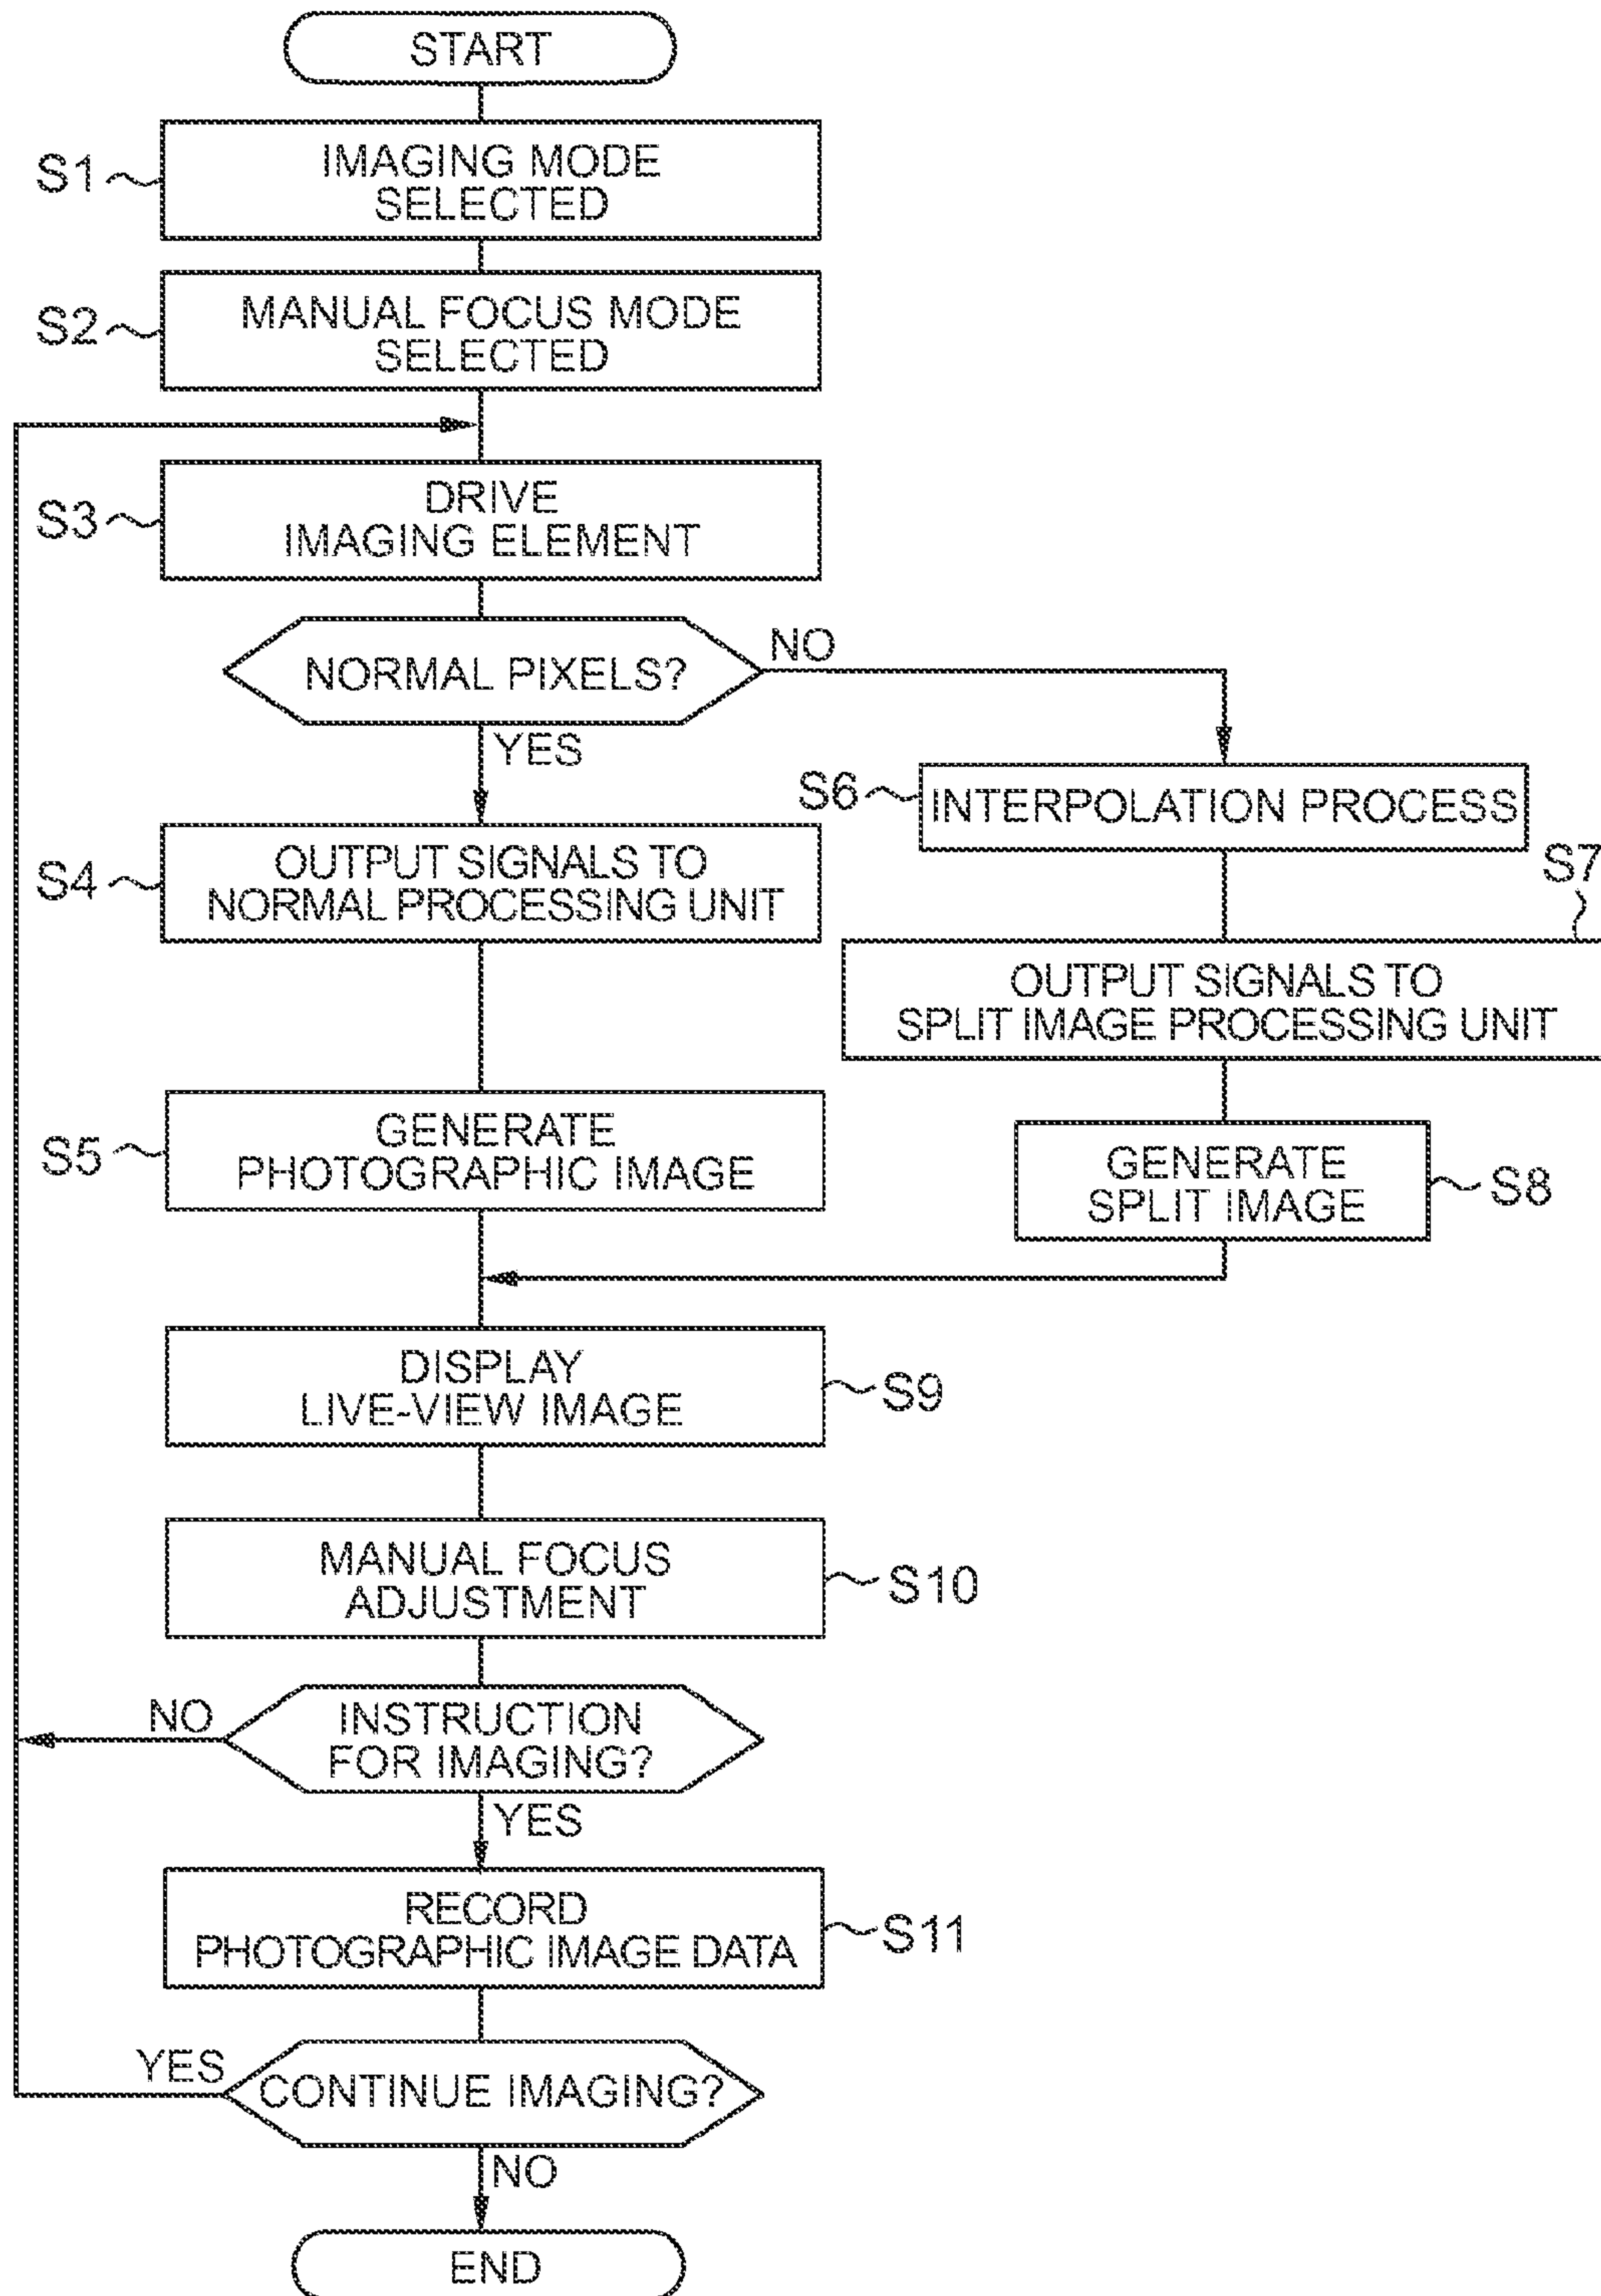 START
S1
IMAGING MODE
SELECTED
S2
MANUAL FOCUS MODE
SELECTED
S3
DRIVE
IMAGING ELEMENT
NORMAL PIXELS?
NO
YES
S4
OUTPUT SIGNALS TO
NORMAL PROCESSING UNIT
S6
INTERPOLATION PROCESS
S7
OUTPUT SIGNALS TO
SPLIT IMAGE PROCESSING UNIT
S5
GENERATE
PHOTOGRAPHIC IMAGE
GENERATE
SPLIT IMAGE
S8
DISPLAY
LIVE-VIEW IMAGE
S9
MANUAL FOCUS
ADJUSTMENT
S10
NO
INSTRUCTION
FOR IMAGING?
YES
RECORD
PHOTOGRAPHIC IMAGE DATA
S11
YES
CONTINUE IMAGING?
NO
END